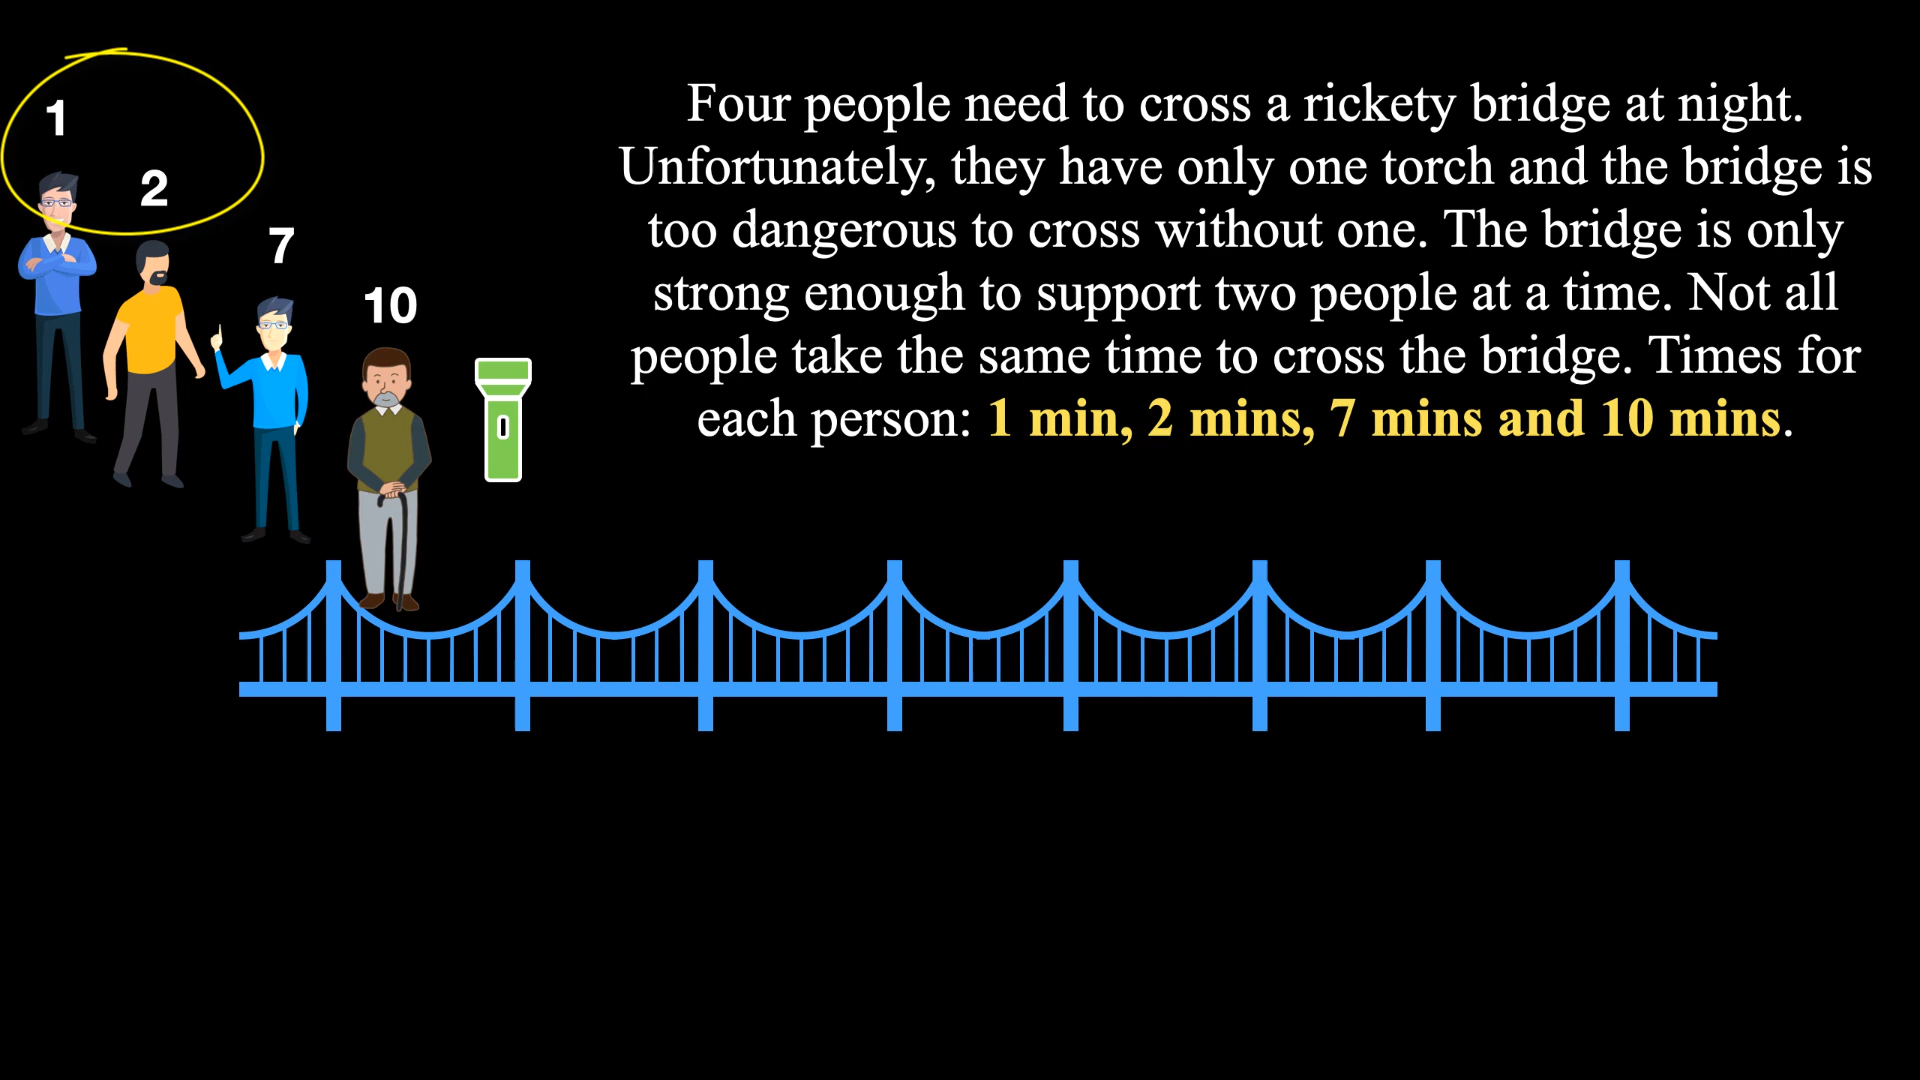 1
2
7
10
Four people need to cross a rickety bridge at night.
Unfortunately, they have only one torch and the bridge is
too dangerous to cross without one. The bridge is only
strong enough to support two people at a time. Not all
people take the same time to cross the bridge. Times for
each person: 1 min, 2 mins, 7 mins and 10 mins.